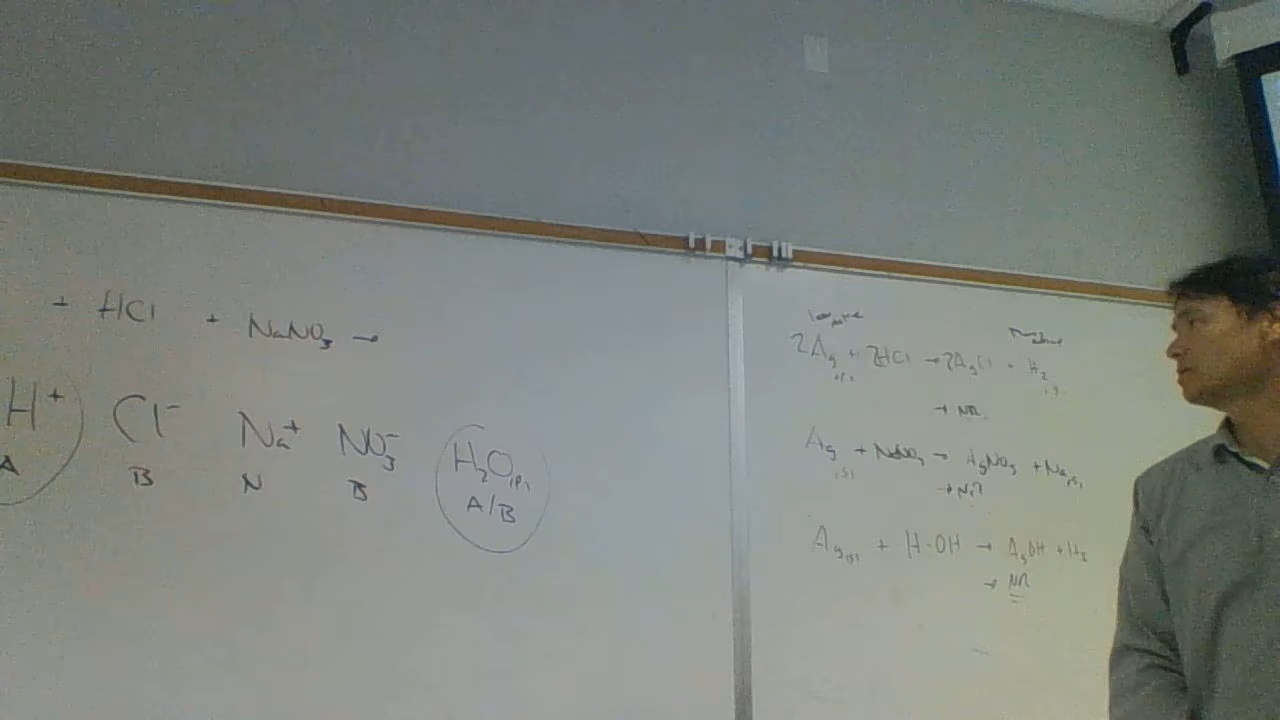 + HCl + NaNO₃ →
H⁺ Cl⁻ Na⁺ NO₃⁻ H₂O(l)
A B N B A/B
2Ag(s) + 2HCl → 2AgCl + H₂(g)
→ NR
Ag(s) + NaNO₃ → AgNO₃ + Na(s)
→ NR
Ag(s) + H-OH → AgOH + H₂
→ NR